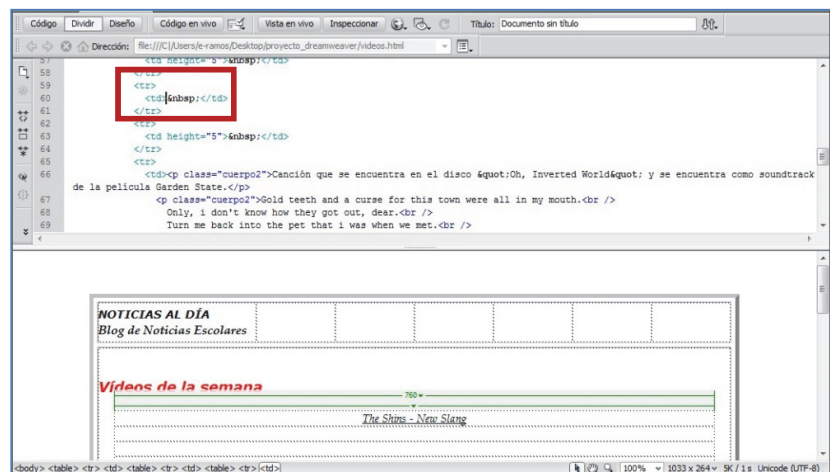 Código Dividir Diseño Código en vivo Vista en vivo Inspeccionar Título: Documento sin título
Dirección: file:///C|/Users/e-ramos/Desktop/proyecto_dreamweaver/videos.html
57 <td height="5">&nbsp;</td>
58 </tr>
59 <tr>
60 <td>&nbsp;</td>
61 </tr>
62 <tr>
63 <td height="5">&nbsp;</td>
64 </tr>
65 <tr>
66 <td><p class="cuerpo2">Canción que se encuentra en el disco &quot;Oh, Inverted World&quot; y se encuentra como soundtrack
de la película Garden State.</p>
67 <p class="cuerpo2">Gold teeth and a curse for this town were all in my mouth.<br />
68 Only, i don't know how they got out, dear.<br />
69 Turn me back into the pet that i was when we met.<br />
NOTICIAS AL DÍA
Blog de Noticias Escolares
Vídeos de la semana
760
The Shins - New Slang
<body> <table> <tr> <td> <table> <tr> <td> <table> <tr> <td> 100% 1033 x 264 5K / 1 s Unicode (UTF-8)